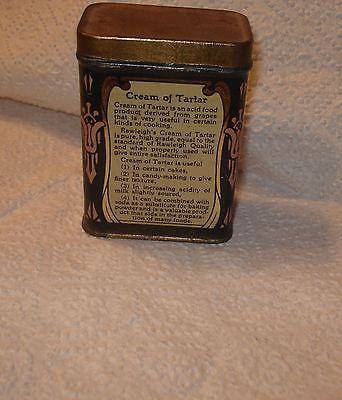 Cream of Tartar
Cream of Tartar is an acid food
product derived from grapes
that is very useful in certain
kinds of cooking.
Rawleigh's Cream of Tartar
is pure, high grade, equal to the
standard of Rawleigh Quality
and when properly used will
give entire satisfaction.
Cream of Tartar is useful
(1) In certain cakes,
(2) In candy-making to give
finer texture,
(3) In increasing acidity of
milk slightly soured,
(4) It can be combined with
soda as a substitute for baking
powder and is a valuable prod-
uct that aids in the prepara-
tion of many foods.